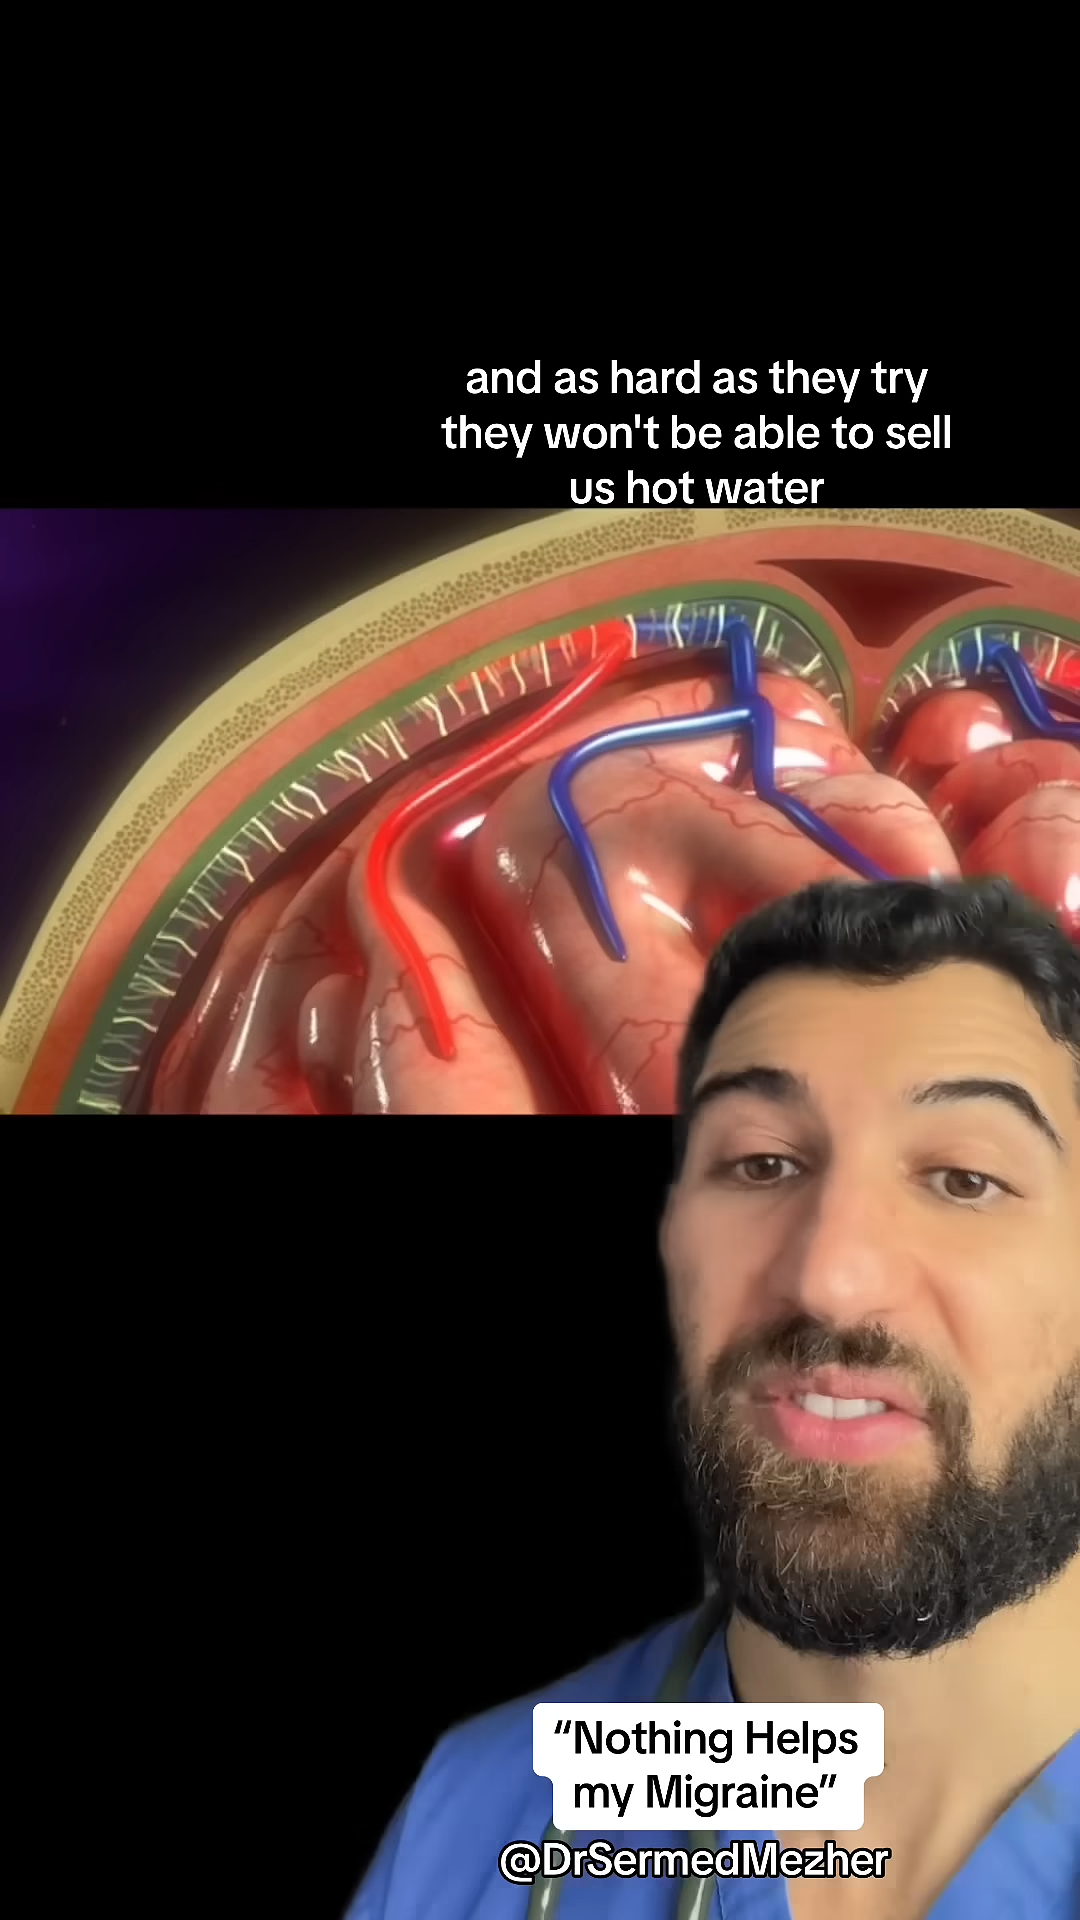 and as hard as they try
they won't be able to sell
us hot water
“Nothing Helps
my Migraine”
@DrSermedMezher